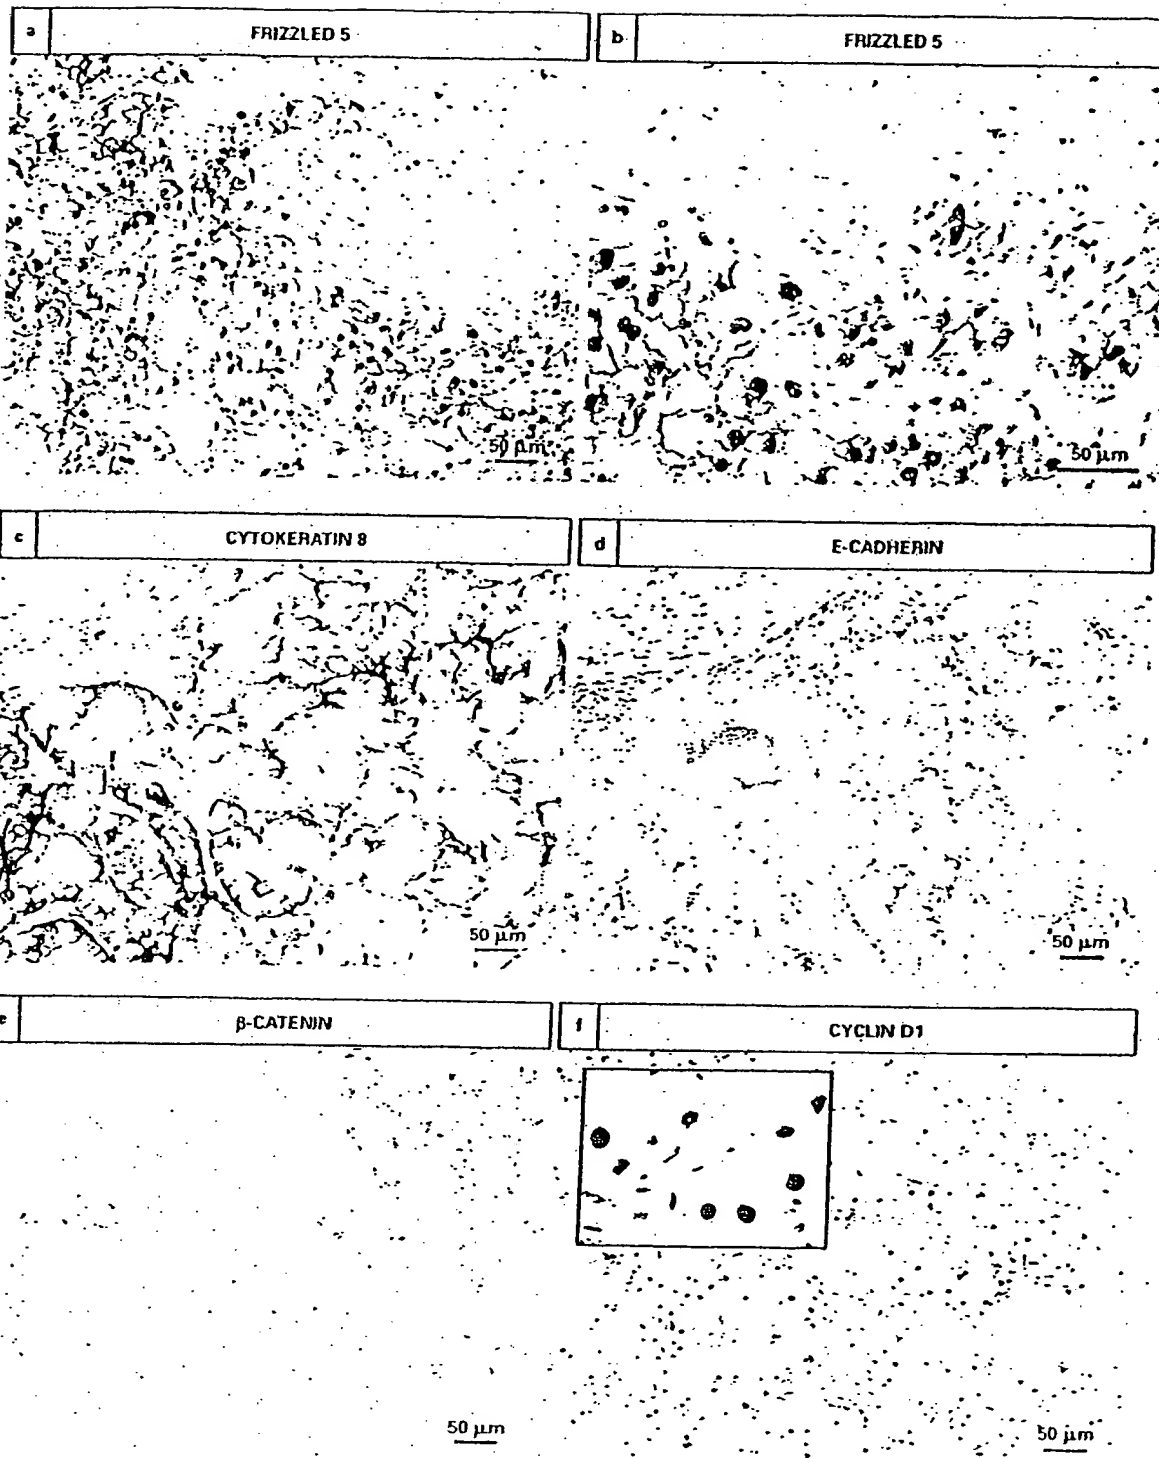 a FRIZZLED 5
b FRIZZLED 5
50 μm
50 μm
c CYTOKERATIN 8
d E-CADHERIN
50 μm
50 μm
e β-CATENIN
f CYCLIN D1
50 μm
50 μm